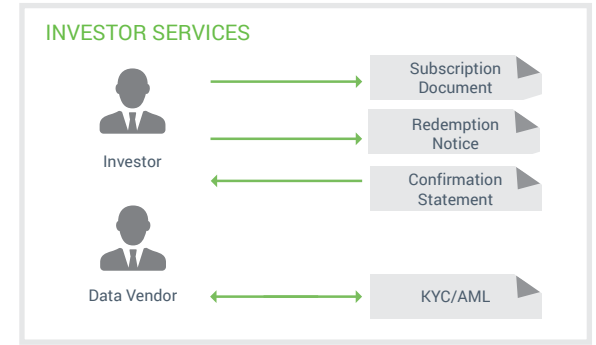 INVESTOR SERVICES
Subscription
Document
Redemption
Notice
Investor
Confirmation
Statement
Data Vendor
KYC/AML